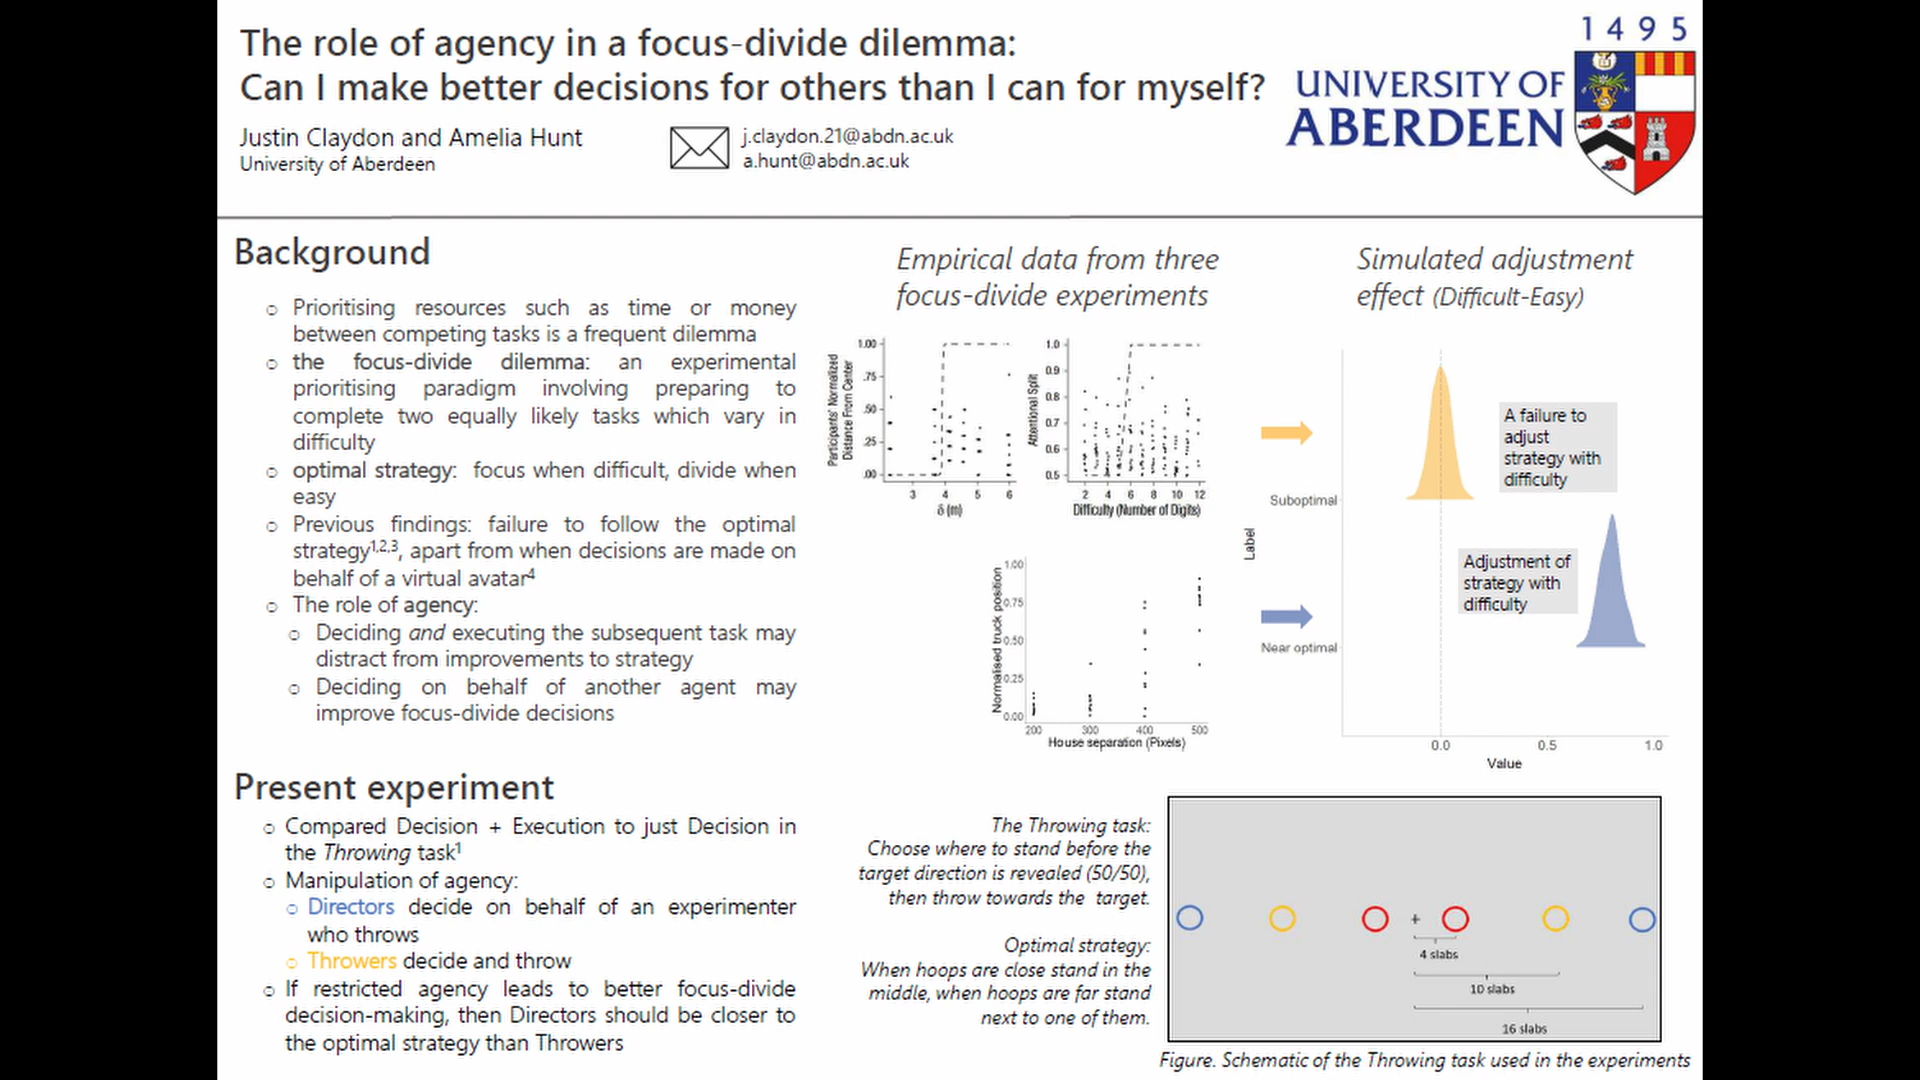 The role of agency in a focus-divide dilemma:
Can I make better decisions for others than I can for myself?
Justin Claydon and Amelia Hunt
University of Aberdeen
j.claydon.21@abdn.ac.uk
a.hunt@abdn.ac.uk
1 4 9 5
UNIVERSITY OF
ABERDEEN
Background
○ Prioritising resources such as time or money
between competing tasks is a frequent dilemma
○ the focus-divide dilemma: an experimental
prioritising paradigm involving preparing to
complete two equally likely tasks which vary in
difficulty
○ optimal strategy: focus when difficult, divide when
easy
○ Previous findings: failure to follow the optimal
strategy1,2,3, apart from when decisions are made on
behalf of a virtual avatar4
○ The role of agency:
○ Deciding and executing the subsequent task may
distract from improvements to strategy
○ Deciding on behalf of another agent may
improve focus-divide decisions
Empirical data from three
focus-divide experiments
Participants' Normalized
Distance From Center
1.00
.75
.50
.25
.00
3 4 5 6
δ (m)
Attentional Split
1.0
0.9
0.8
0.7
0.6
0.5
2 4 6 8 10 12
Difficulty (Number of Digits)
Normalised truck position
1.00
0.75
0.50
0.25
0.00
200 300 400 500
House separation (Pixels)
Simulated adjustment
effect (Difficult-Easy)
A failure to
adjust
strategy with
difficulty
Suboptimal
Label
Adjustment of
strategy with
difficulty
Near optimal
0.0 0.5 1.0
Value
Present experiment
○ Compared Decision + Execution to just Decision in
the Throwing task1
○ Manipulation of agency:
○ Directors decide on behalf of an experimenter
who throws
○ Throwers decide and throw
○ If restricted agency leads to better focus-divide
decision-making, then Directors should be closer to
the optimal strategy than Throwers
The Throwing task:
Choose where to stand before the
target direction is revealed (50/50),
then throw towards the target.
Optimal strategy:
When hoops are close stand in the
middle, when hoops are far stand
next to one of them.
+
4 slabs
10 slabs
16 slabs
Figure. Schematic of the Throwing task used in the experiments